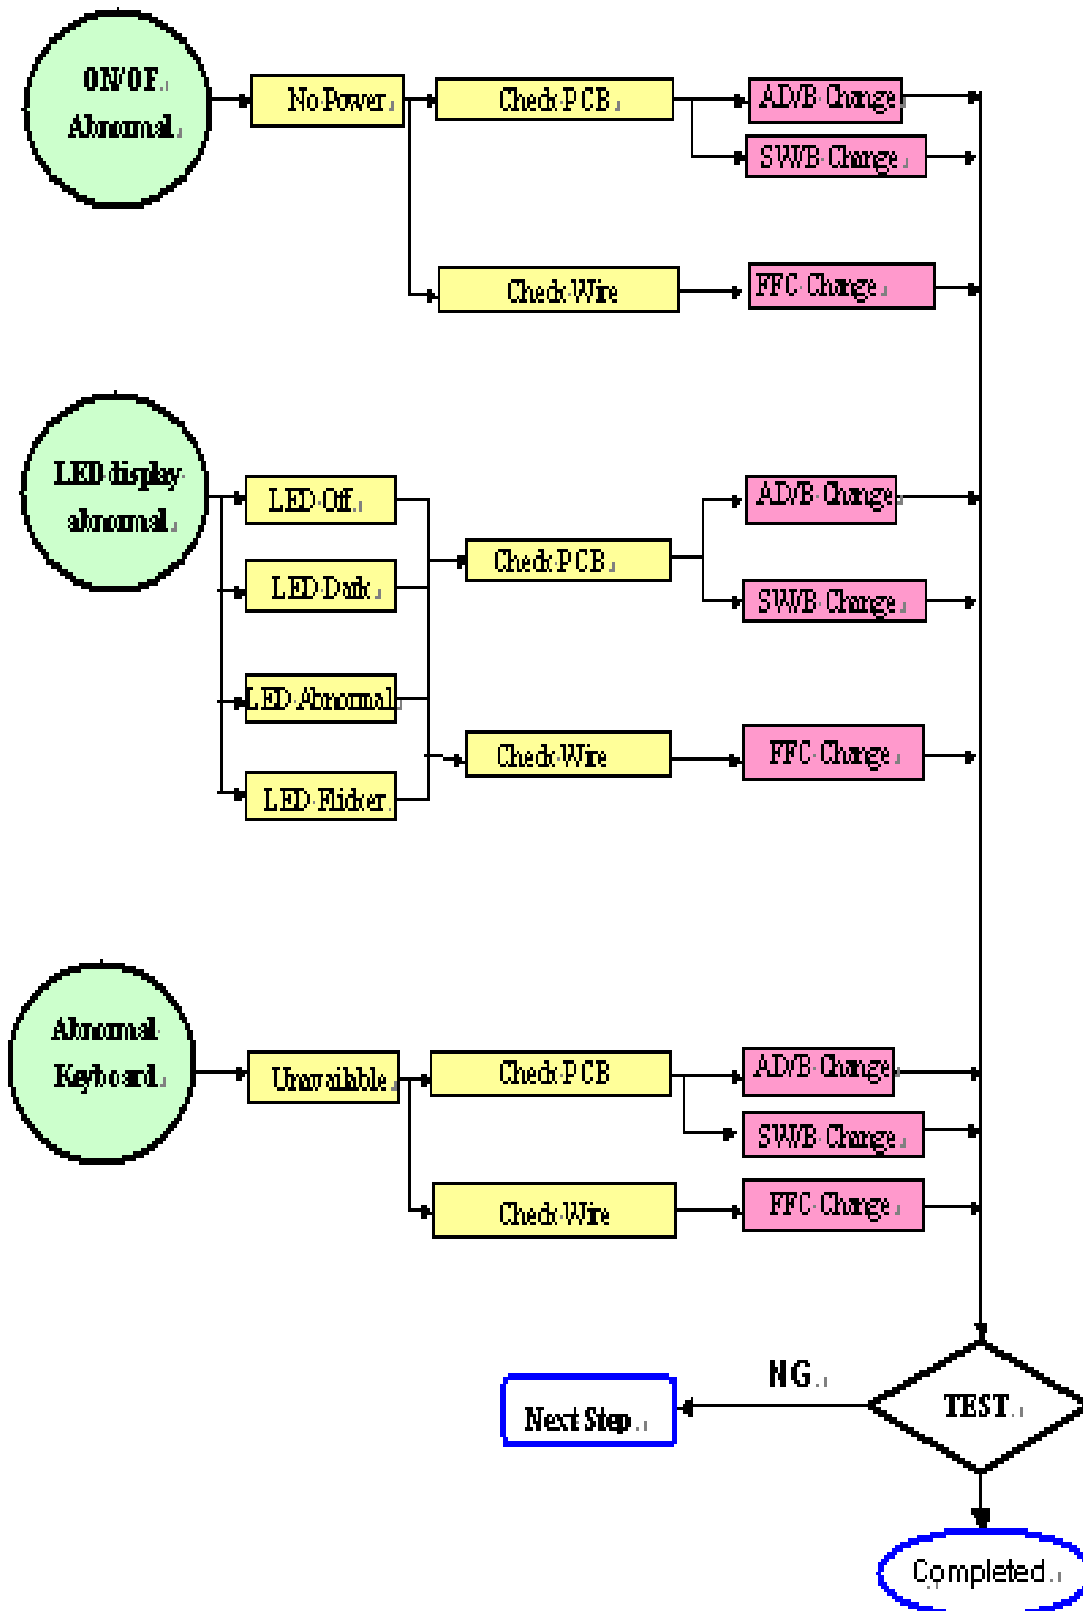 ON/OF
Abnormal
No Power
Check PCB
AD/B Change
SW/B Change
Check Wire
FFC Change
LED display
abnormal
LED Off
LED Dark
LED Abnormal
LED Flicker
Check PCB
Check Wire
AD/B Change
SW/B Change
FFC Change
Abnormal
Keyboard
Unavailable
Check PCB
Check Wire
AD/B Change
SW/B Change
FFC Change
NG
Next Step
TEST
Completed